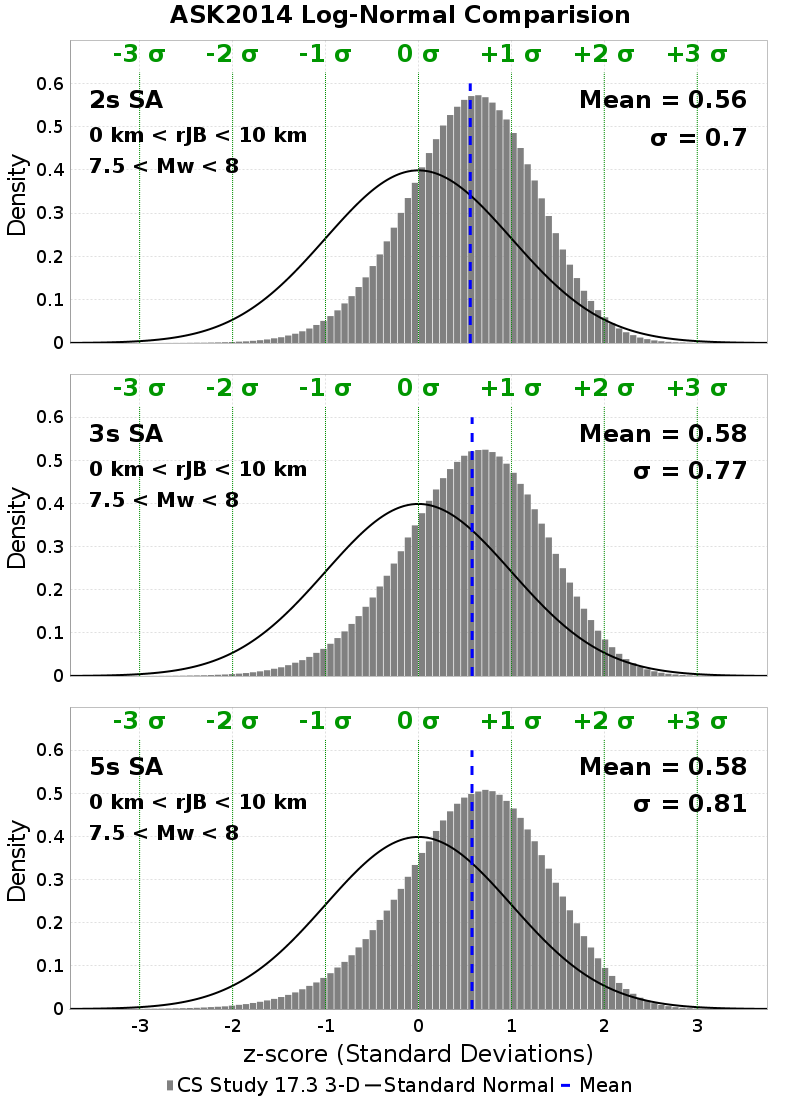 ASK2014 Log-Normal Comparision
-3 σ -2 σ -1 σ 0 σ +1 σ +2 σ +3 σ
0.6
2s SA Mean = 0.56
0.5
0 km < rJB < 10 km σ = 0.7
7.5 < Mw < 8
0.4
Density
0.3
0.2
0.1
0
-3 σ -2 σ -1 σ 0 σ +1 σ +2 σ +3 σ
0.6
3s SA Mean = 0.58
0.5
0 km < rJB < 10 km σ = 0.77
7.5 < Mw < 8
0.4
Density
0.3
0.2
0.1
0
-3 σ -2 σ -1 σ 0 σ +1 σ +2 σ +3 σ
0.6
5s SA Mean = 0.58
0.5
0 km < rJB < 10 km σ = 0.81
7.5 < Mw < 8
0.4
Density
0.3
0.2
0.1
0
-3 -2 -1 0 1 2 3
z-score (Standard Deviations)
CS Study 17.3 3-D Standard Normal Mean